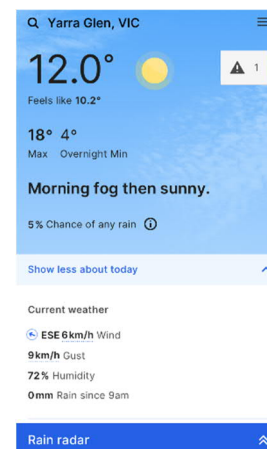 Yarra Glen, VIC
12.0°
1
Feels like 10.2°
18° 4°
Max Overnight Min
Morning fog then sunny.
5% Chance of any rain
Show less about today
Current weather
ESE 6km/h Wind
9km/h Gust
72% Humidity
0mm Rain since 9am
Rain radar